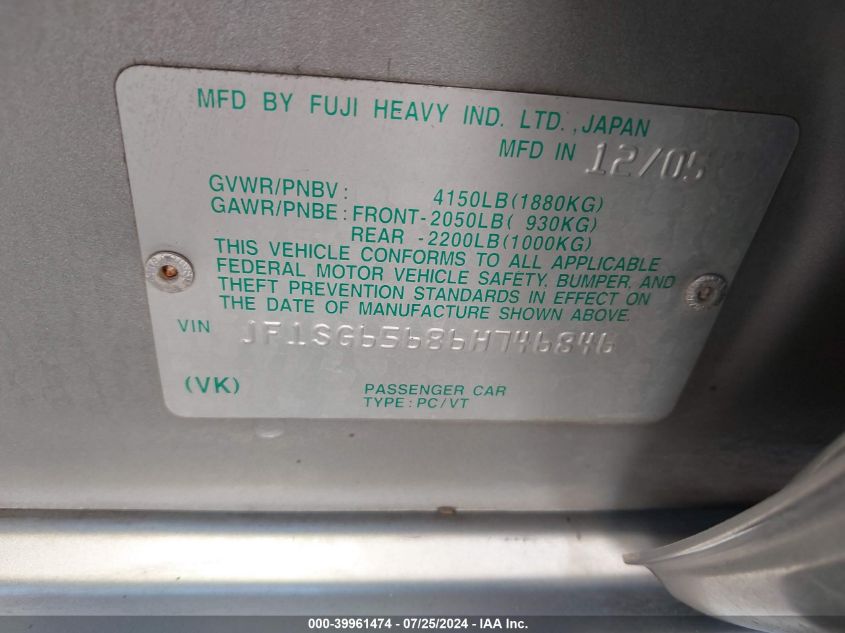 MFD BY FUJI HEAVY IND. LTD., JAPAN
MFD IN 12/05
GVWR/PNBV: 4150LB(1880KG)
GAWR/PNBE: FRONT-2050LB( 930KG)
REAR -2200LB(1000KG)
THIS VEHICLE CONFORMS TO ALL APPLICABLE
FEDERAL MOTOR VEHICLE SAFETY, BUMPER, AND
THEFT PREVENTION STANDARDS IN EFFECT ON
THE DATE OF MANUFACTURE SHOWN ABOVE.
VIN JF1SG65686H746846
(VK) PASSENGER CAR
TYPE: PC/VT
000-39961474 - 07/25/2024 - IAA Inc.